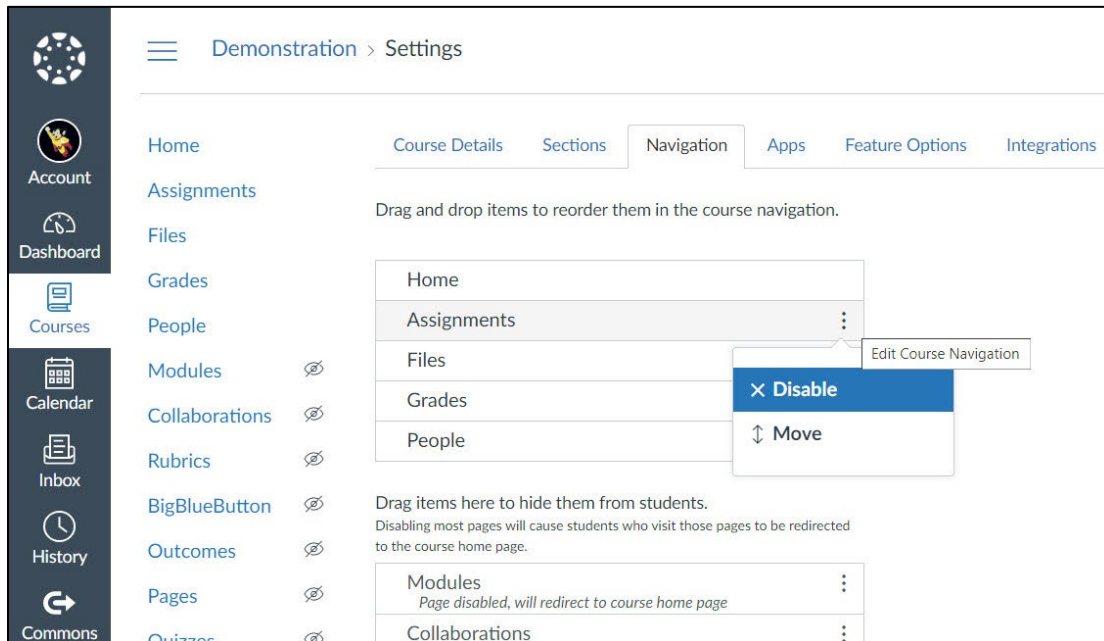 Demonstration > Settings
Account
Dashboard
Courses
Calendar
Inbox
History
Commons
Home
Assignments
Files
Grades
People
Modules
Collaborations
Rubrics
BigBlueButton
Outcomes
Pages
Quizzes
Course Details Sections Navigation Apps Feature Options Integrations
Drag and drop items to reorder them in the course navigation.
Home
Assignments
Edit Course Navigation
Files
Grades
People
Disable
Move
Drag items here to hide them from students.
Disabling most pages will cause students who visit those pages to be redirected
to the course home page.
Modules
Page disabled, will redirect to course home page
Collaborations